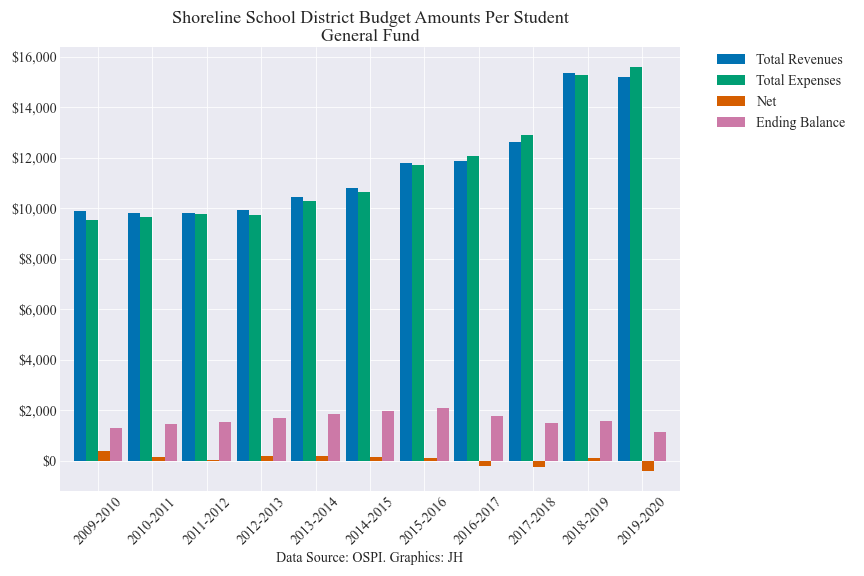 Shoreline School District Budget Amounts Per Student
General Fund
$16,000
$14,000
$12,000
$10,000
$8,000
$6,000
$4,000
$2,000
$0
2009-2010
2010-2011
2011-2012
2012-2013
2013-2014
2014-2015
2015-2016
2016-2017
2017-2018
2018-2019
2019-2020
Data Source: OSPI. Graphics: JH
Total Revenues
Total Expenses
Net
Ending Balance